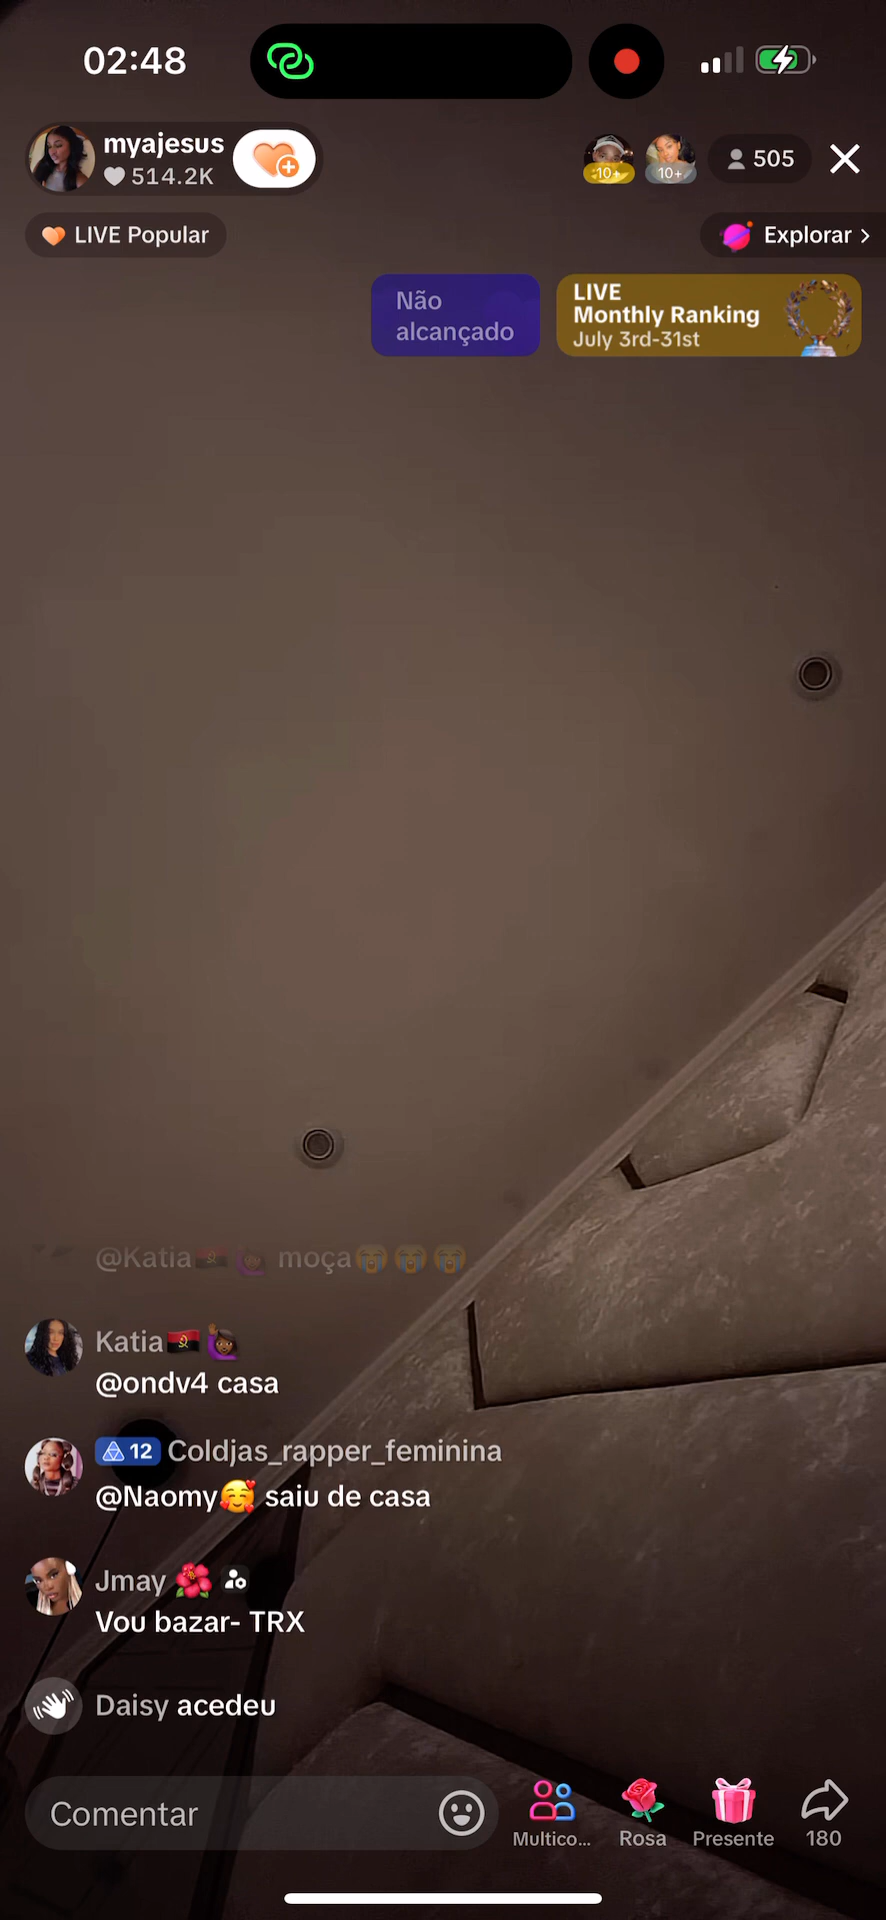 02:48
myajesus
514.2K
10+
10+
505
LIVE Popular
Explorar >
Não
alcançado
LIVE
Monthly Ranking
July 3rd-31st
@Katia🇦🇴🙋🏾‍♀️ moça😭😭😭
Katia🇦🇴🙋🏾‍♀️
@ondv4 casa
12 Coldjas_rapper_feminina
@Naomy🥰 saiu de casa
Jmay 🌺
Vou bazar- TRX
Daisy acedeu
Comentar
Multico...
Rosa
Presente
180